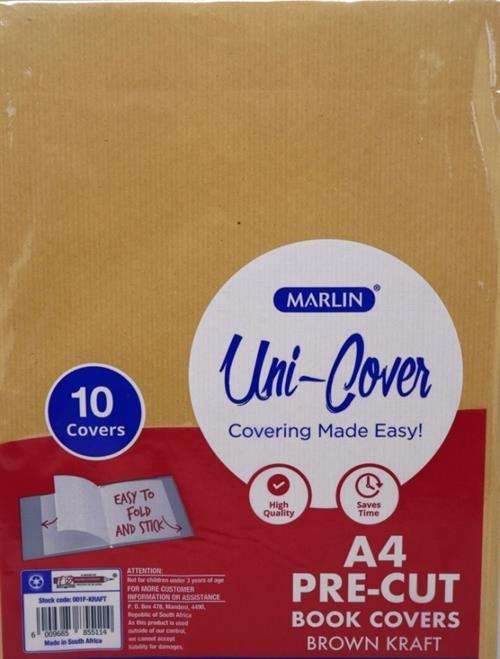 MARLIN®
Uni-Cover
Covering Made Easy!
10
Covers
High
Quality
Saves
Time
EASY TO
FOLD
AND STICK
A4
PRE-CUT
BOOK COVERS
BROWN KRAFT
Stock code: 001F-KRAFT
6 009685 855114
Made in South Africa
ATTENTION:
Not for children under 3 years of age
FOR MORE CUSTOMER
INFORMATION OR ASSISTANCE
P. O. Box 476, Mandeni, 4490,
Republic of South Africa
As this product is used
outside of our control,
we cannot accept
liability for damages.